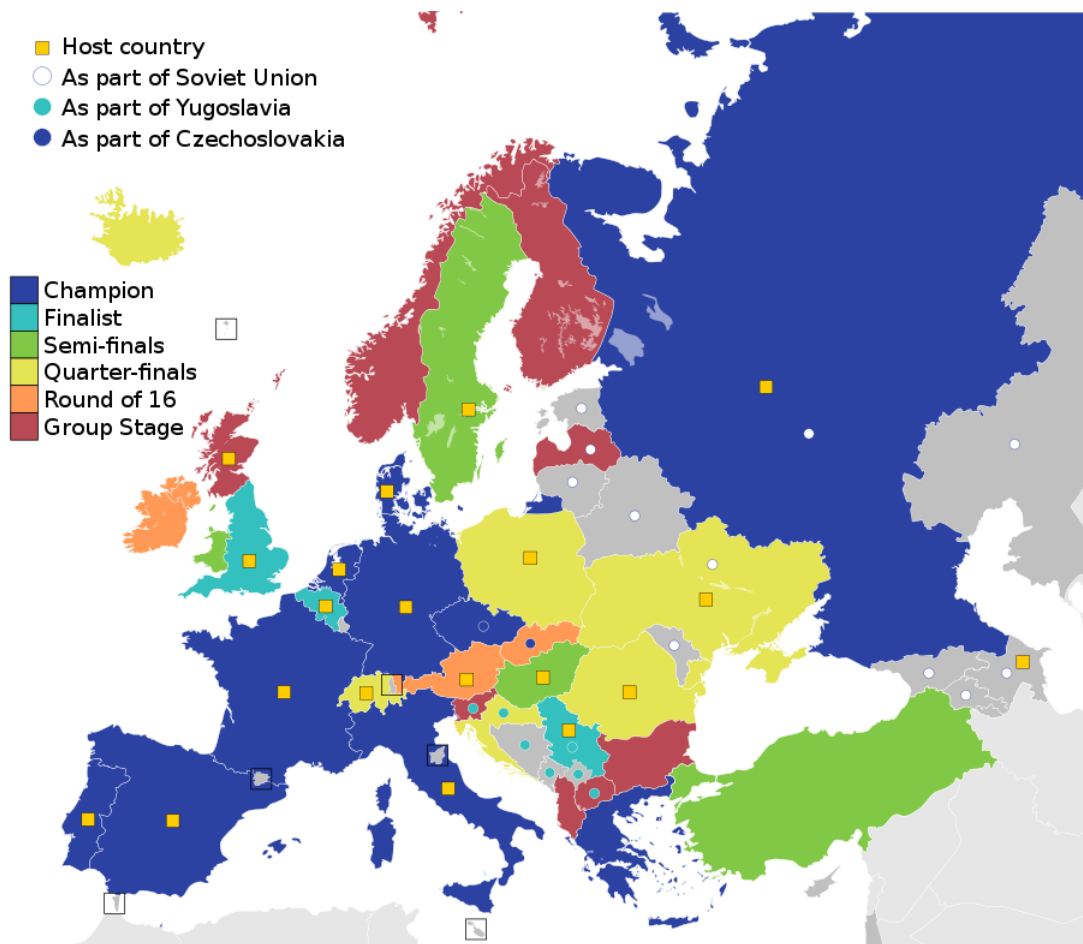 Host country
As part of Soviet Union
As part of Yugoslavia
As part of Czechoslovakia
Champion
Finalist
Semi-finals
Quarter-finals
Round of 16
Group Stage